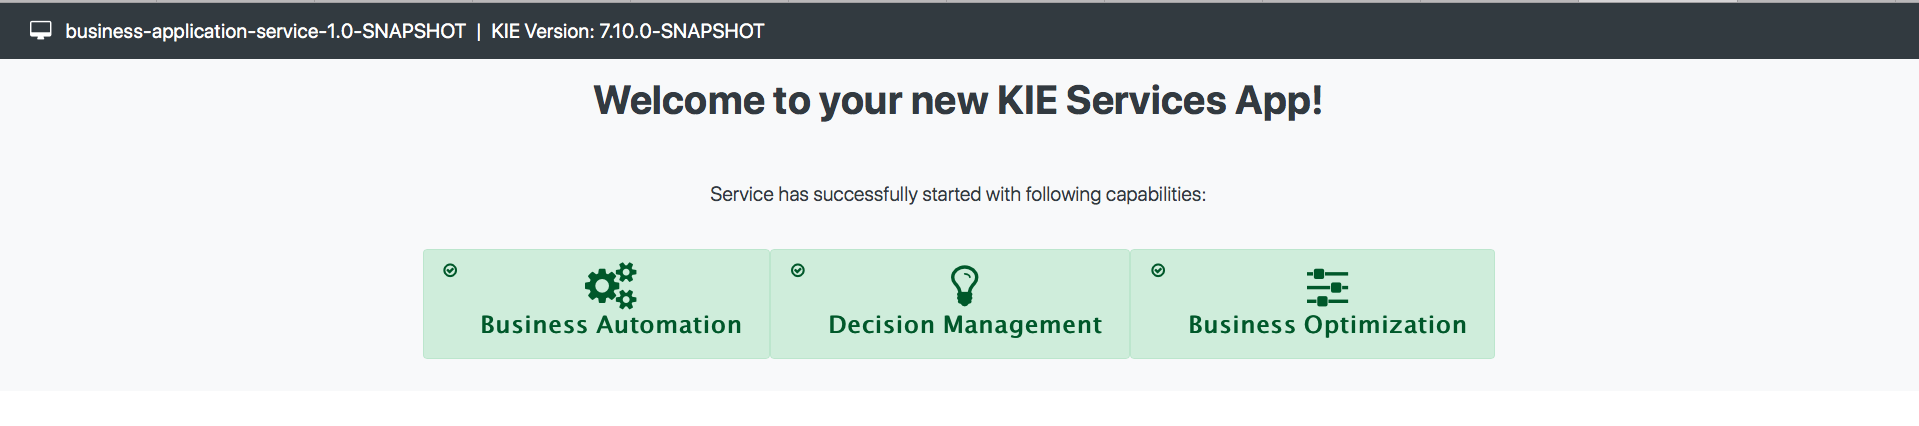 business-application-service-1.0-SNAPSHOT | KIE Version: 7.10.0-SNAPSHOT
Welcome to your new KIE Services App!
Service has successfully started with following capabilities:
Business Automation
Decision Management
Business Optimization